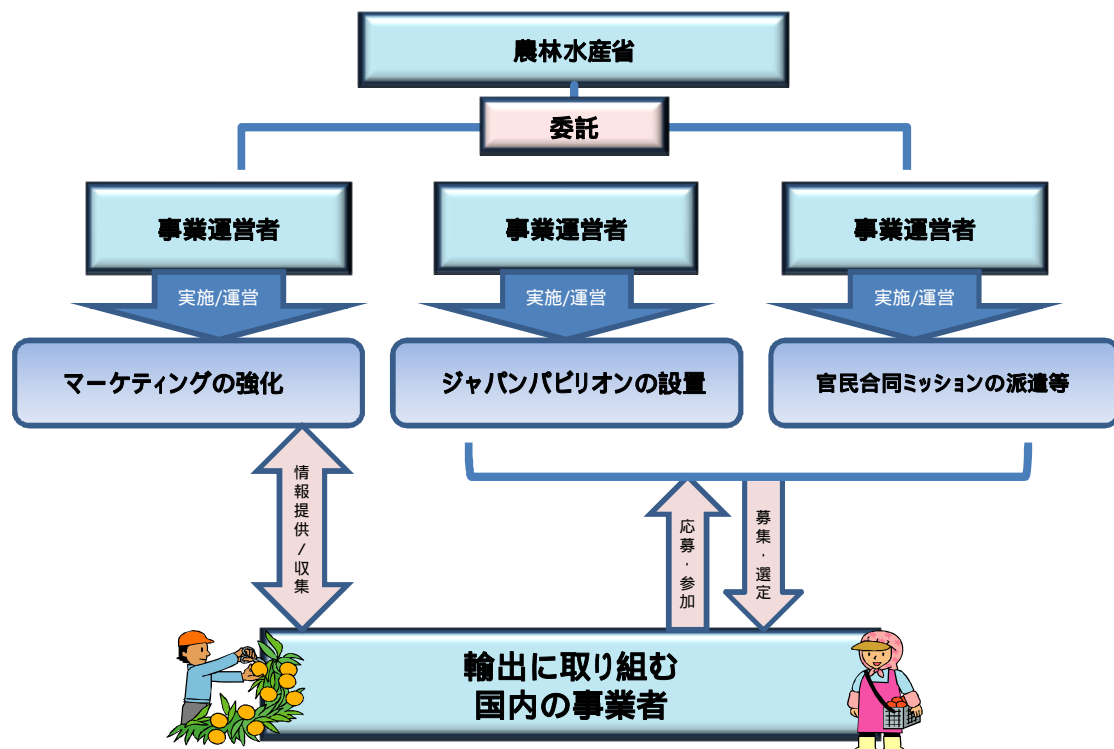 農林水産省
委託
事業運営者
事業運営者
事業運営者
実施/運営
実施/運営
実施/運営
マーケティングの強化
ジャパンパビリオンの設置
官民合同ミッションの派遣等
情報提供/収集
応募・参加
募集・選定
輸出に取り組む
国内の事業者